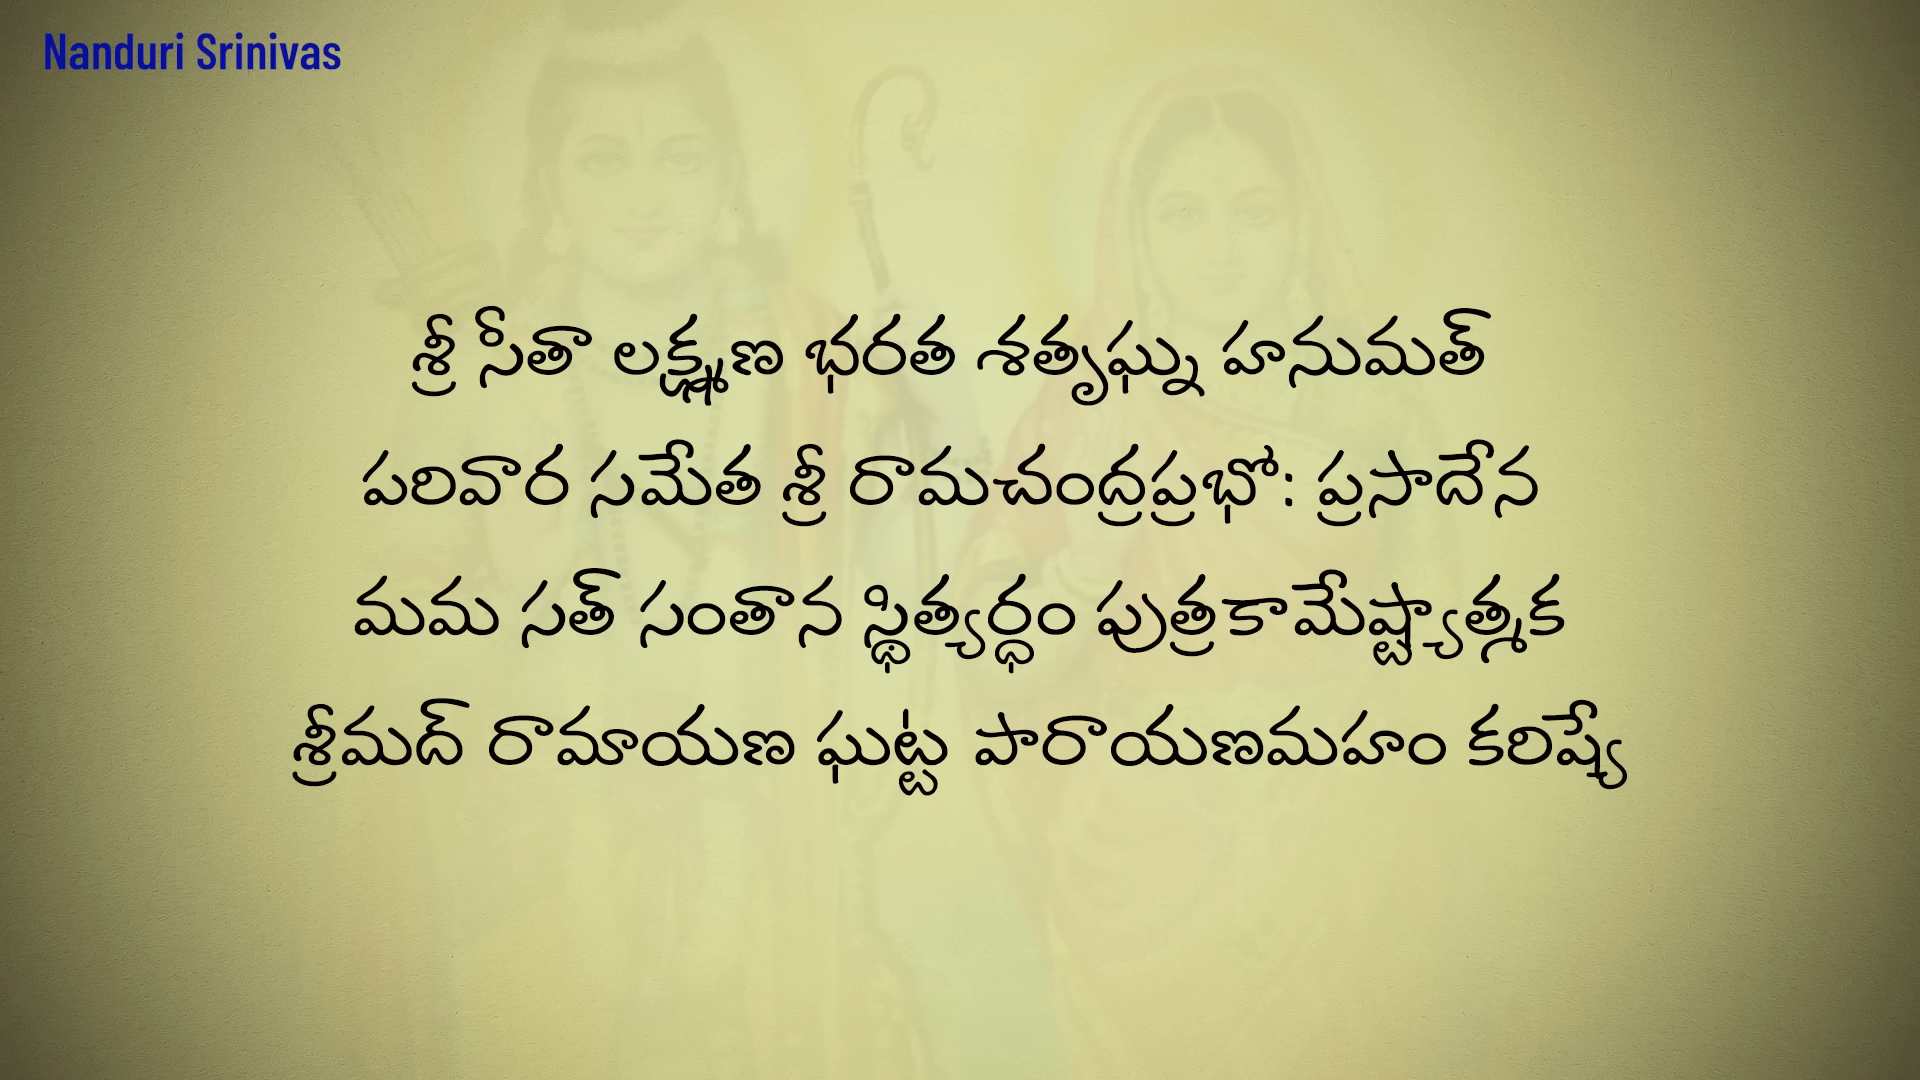 Nanduri Srinivas
శ్రీ సీతా లక్ష్మణ భరత శతృఘ్న హనుమత్
పరివార సమేత శ్రీ రామచంద్రప్రభో: ప్రసాదేన
మమ సత్ సంతాన స్థిత్యర్ధం పుత్రకామేష్ట్యాత్మక
శ్రీమద్ రామాయణ ఘట్ట పారాయణమహం కరిష్యే